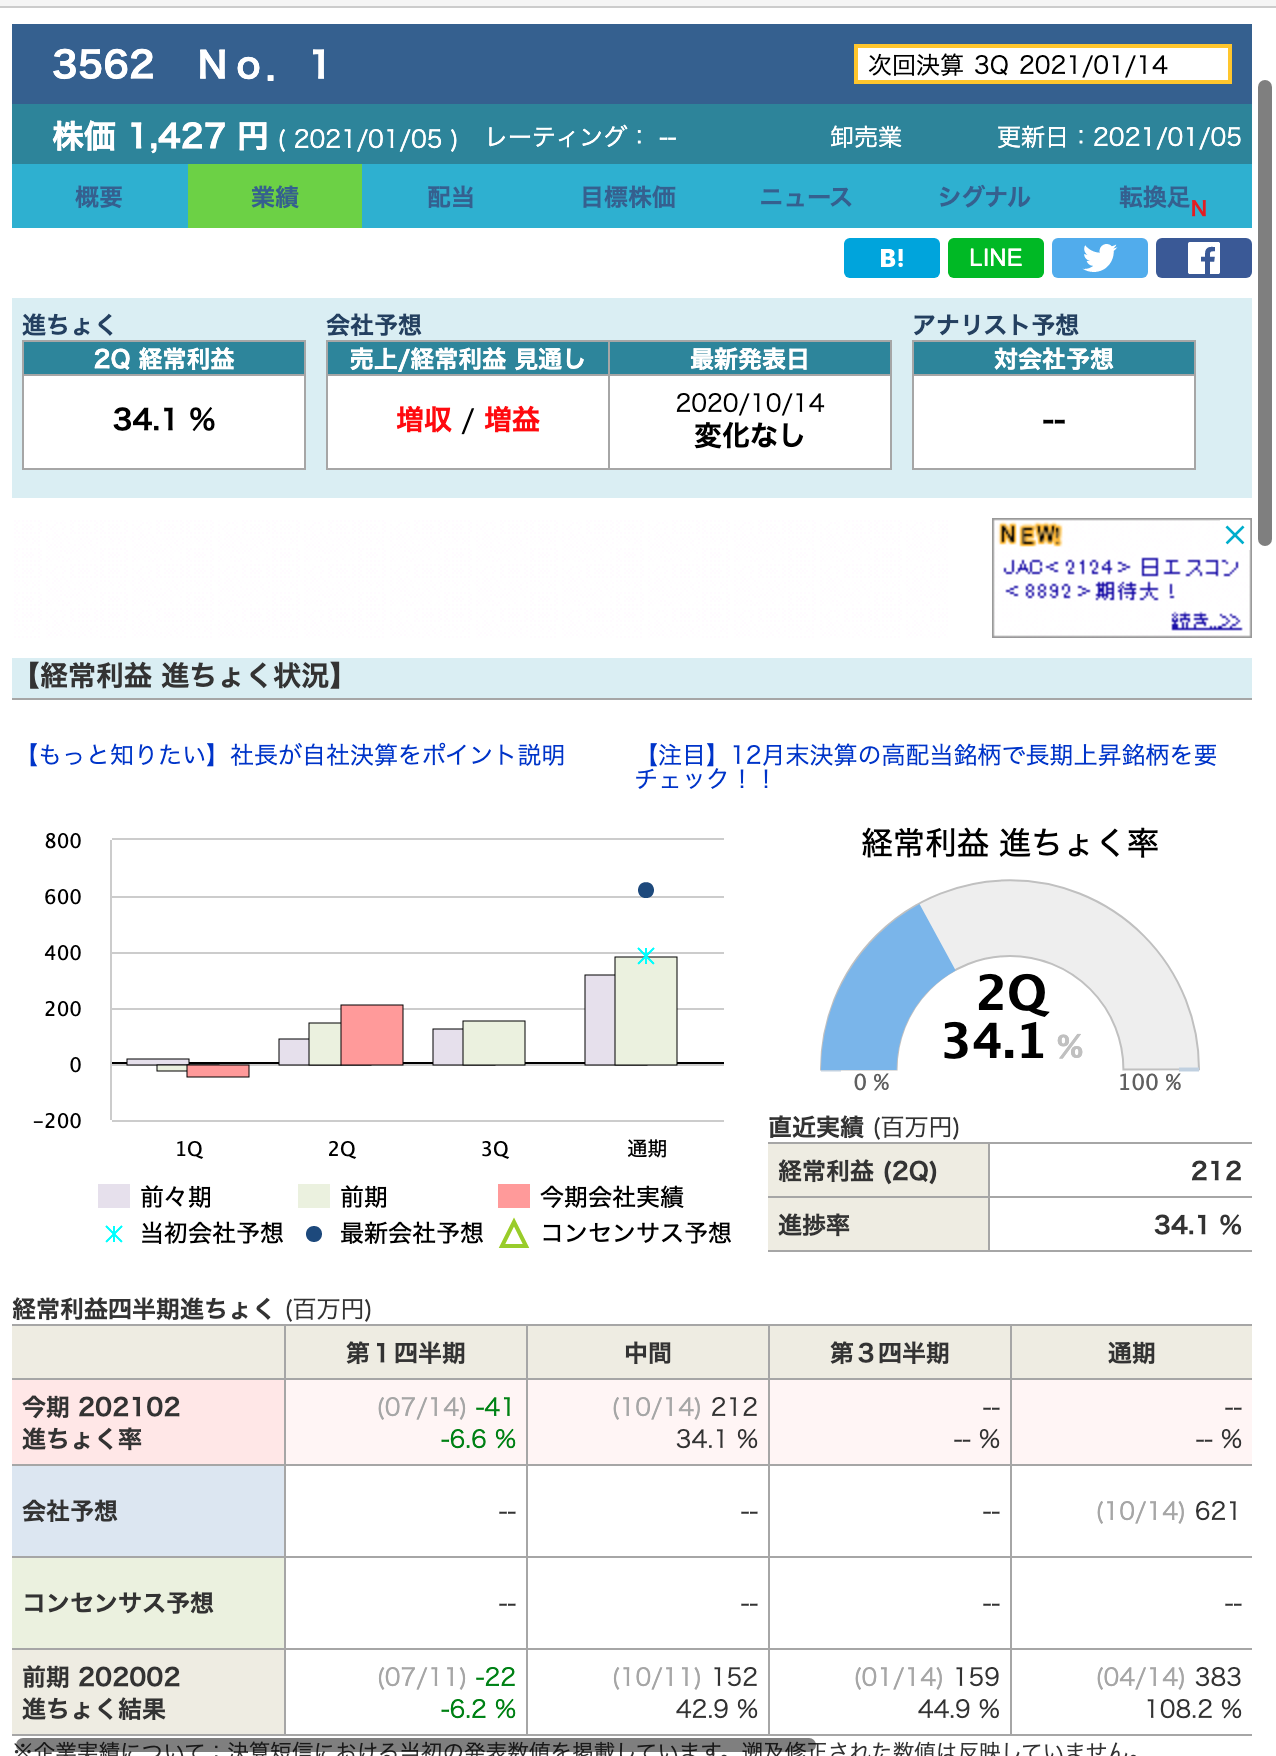 3562　Ｎｏ．１
次回決算 3Q 2021/01/14
株価 1,427 円 ( 2021/01/05 )　レーティング： --　卸売業　更新日：2021/01/05
概要　業績　配当　目標株価　ニュース　シグナル　転換足N
B!　LINE
進ちょく　会社予想　アナリスト予想
2Q 経常利益　売上/経常利益 見通し　最新発表日　対会社予想
34.1 %　増収 / 増益　2020/10/14　--
変化なし
NEW!
JAC<2124> 日エスコン
<8892>期待大！
続き..>>
【経常利益 進ちょく状況】
【もっと知りたい】社長が自社決算をポイント説明
【注目】12月末決算の高配当銘柄で長期上昇銘柄を要
チェック！！
800
600
400
200
0
-200
1Q　2Q　3Q　通期
前々期　前期　今期会社実績
当初会社予想　最新会社予想　コンセンサス予想
経常利益 進ちょく率
2Q
34.1 %
0 %　100 %
直近実績 (百万円)
経常利益 (2Q)　212
進捗率　34.1 %
経常利益四半期進ちょく (百万円)
第１四半期　中間　第３四半期　通期
今期 202102　(07/14) -41　(10/14) 212　--　--
進ちょく率　-6.6 %　34.1 %　-- %　-- %
会社予想　--　--　--　(10/14) 621
コンセンサス予想　--　--　--　--
前期 202002　(07/11) -22　(10/11) 152　(01/14) 159　(04/14) 383
進ちょく結果　-6.2 %　42.9 %　44.9 %　108.2 %
※企業実績について：決算短信における当初の発表数値を掲載しています。遡及修正された数値は反映していません。